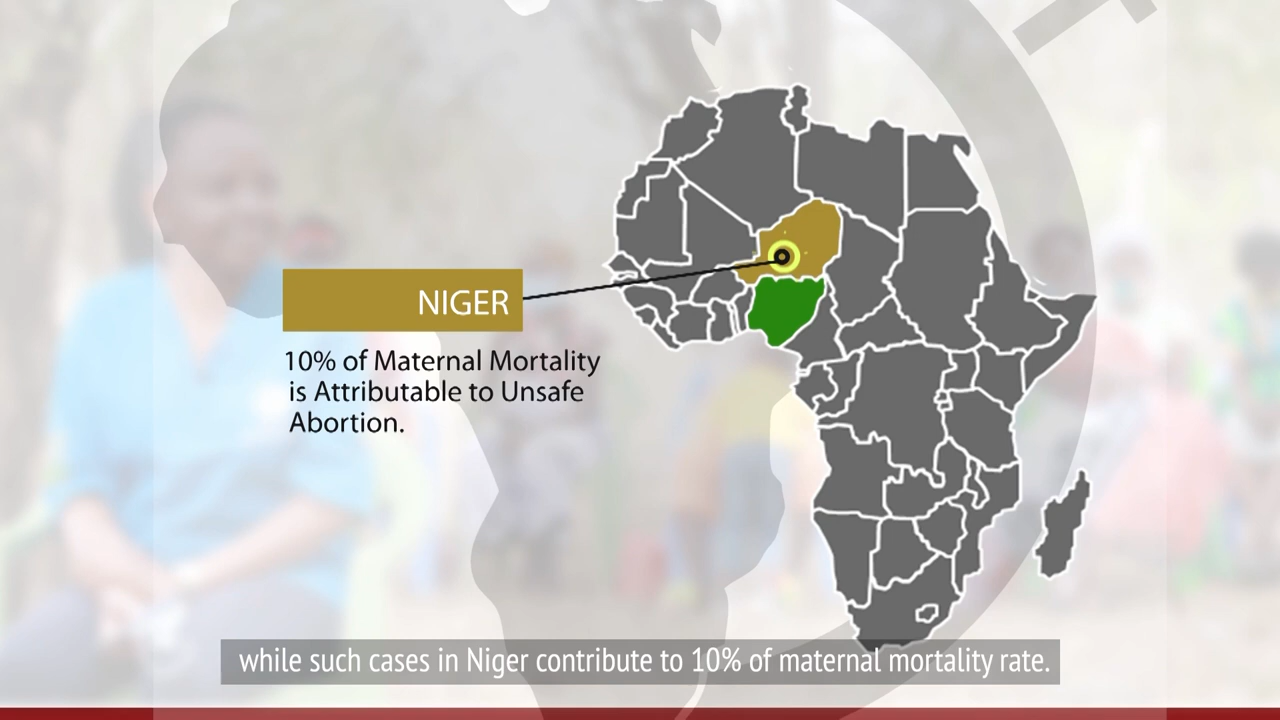 NIGER
10% of Maternal Mortality
is Attributable to Unsafe
Abortion.
while such cases in Niger contribute to 10% of maternal mortality rate.